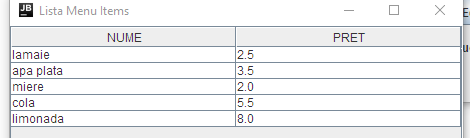 JB Lista Menu Items
NUME PRET
lamaie 2.5
apa plata 3.5
miere 2.0
cola 5.5
limonada 8.0